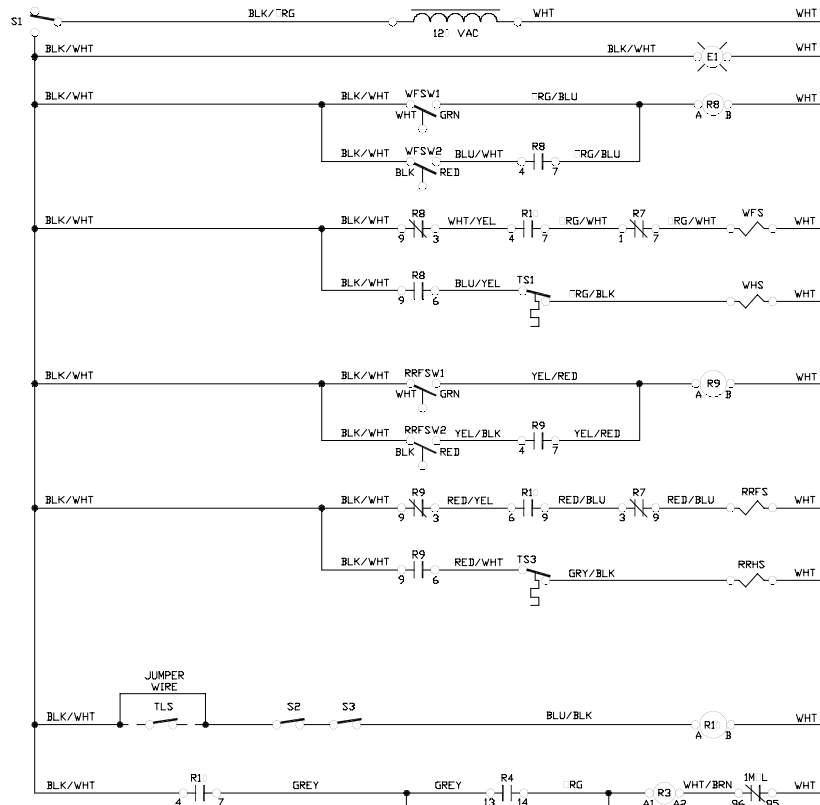 S1 BLK/ORG WHT WHT
120 VAC
BLK/WHT BLK/WHT E1 WHT
BLK/WHT BLK/WHT WFSW1 ORG/BLU R8 WHT
WHT GRN A B
BLK/WHT WFSW2 BLU/WHT R8 ORG/BLU
BLK RED 4 7
BLK/WHT BLK/WHT R8 WHT/YEL R10 ORG/WHT R7 ORG/WHT WFS WHT
9 3 4 7 1 7
BLK/WHT R8 BLU/YEL TS1 ORG/BLK WHS WHT
9 6
BLK/WHT BLK/WHT RRFSW1 YEL/RED R9 WHT
WHT GRN A B
BLK/WHT RRFSW2 YEL/BLK R9 YEL/RED
BLK RED 4 7
BLK/WHT BLK/WHT R9 RED/YEL R10 RED/BLU R7 RED/BLU RRFS WHT
9 3 6 9 3 9
BLK/WHT R9 RED/WHT TS3 GRY/BLK RRHS WHT
9 6
JUMPER
WIRE
BLK/WHT TLS S2 S3 BLU/BLK R10 WHT
A B
BLK/WHT R10 GREY GREY R4 ORG R3 WHT/BRN 1MOL WHT
4 7 13 14 A1 A2 96 95